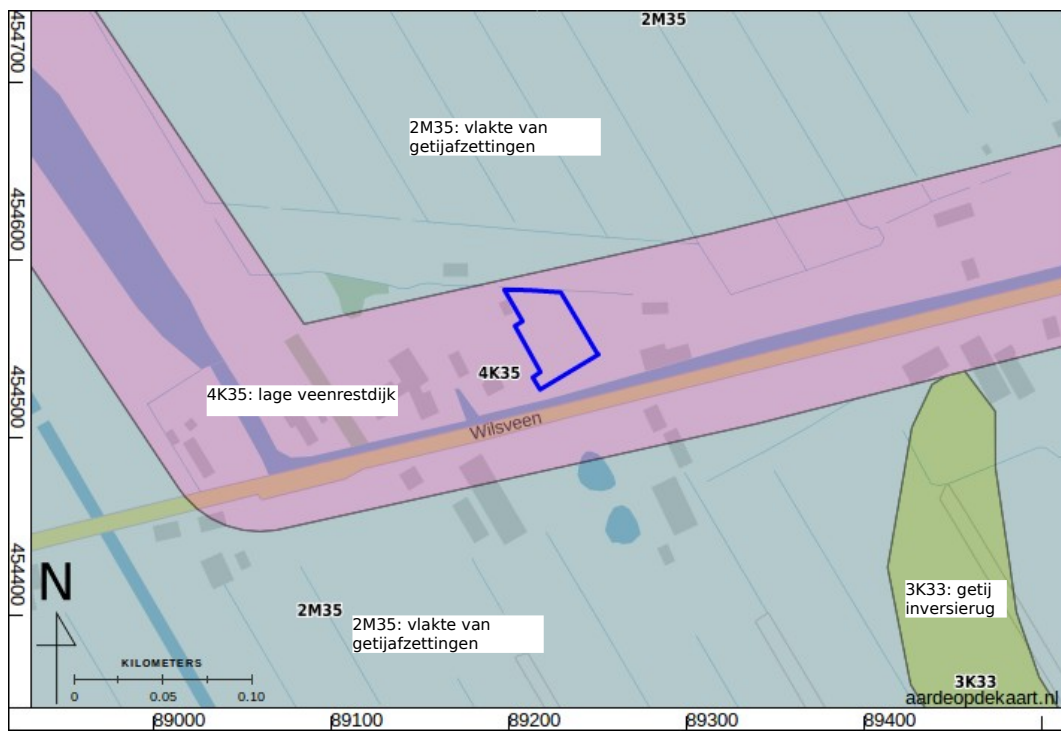 2M35
454700
2M35: vlakte van
getijafzettingen
454600
4K35
4K35: lage veenrestdijk
454500
Wilsveen
454400
N
3K33: getij
inversierug
2M35
2M35: vlakte van
getijafzettingen
KILOMETERS
0 0.05 0.10
3K33
aardeopdekaart.nl
89000 89100 89200 89300 89400